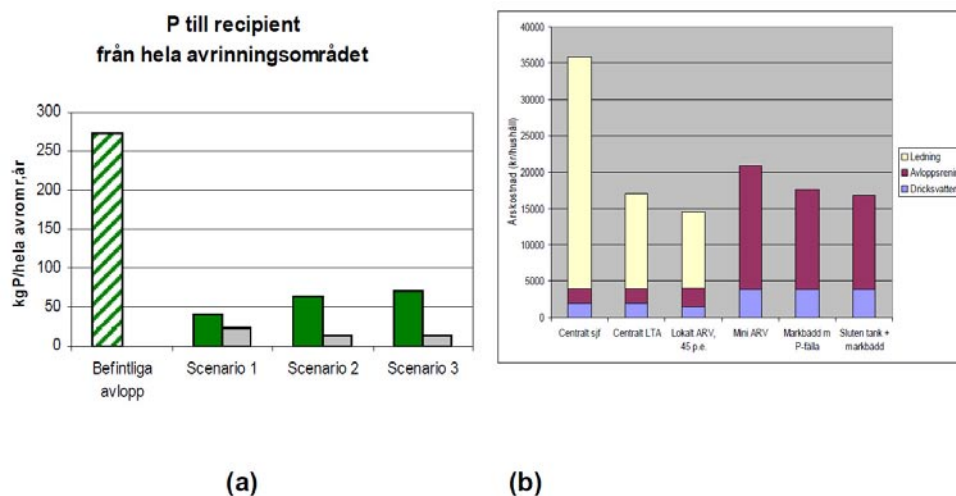 P till recipient
från hela avrinningsområdet
kgP/hela avromr,år
300
250
200
150
100
50
0
Befintliga
avlopp
Scenario 1
Scenario 2
Scenario 3
(a)
Årskostnad (kr/hushåll)
40000
35000
30000
25000
20000
15000
10000
5000
0
Centralt sjf
Centralt LTA
Lokalt ARV,
45 p.e.
Mini ARV
Markbädd m
P-fälla
Sluten tank +
markbädd
Ledning
Avloppsrening
Dricksvatten
(b)